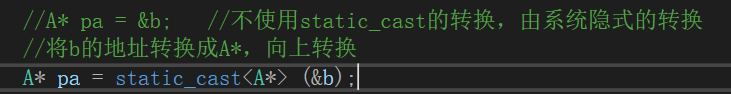 //A* pa = &b;   //不使用static_cast的转换，由系统隐式的转换
//将b的地址转换成A*，向上转换
A* pa = static_cast<A*> (&b);